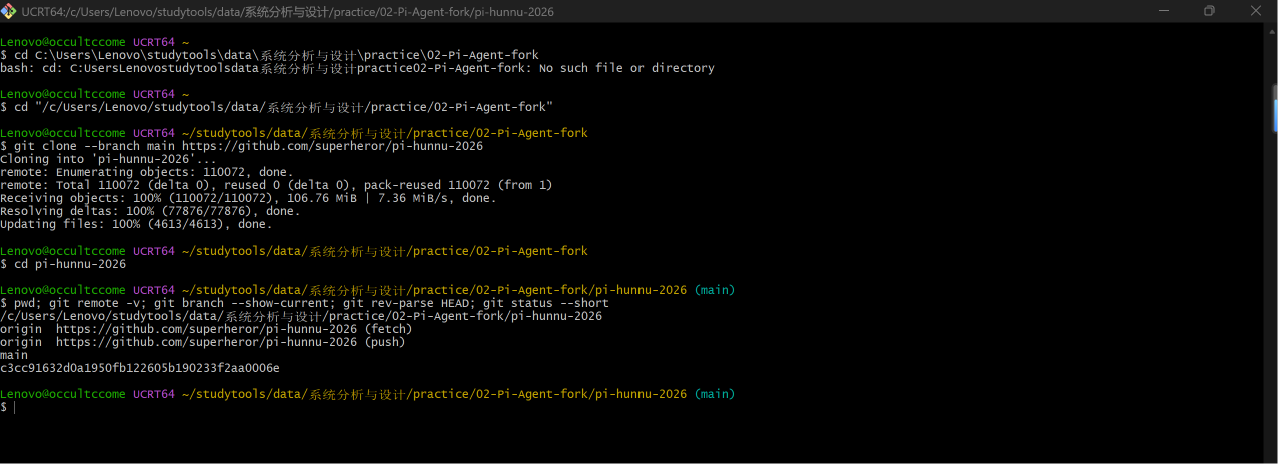 UCRT64:/c/Users/Lenovo/studytools/data/系统分析与设计/practice/02-Pi-Agent-fork/pi-hunnu-2026
Lenovo@occultccome UCRT64 ~
$ cd C:\Users\Lenovo\studytools\data\系统分析与设计\practice\02-Pi-Agent-fork
bash: cd: C:UsersLenovostudytoolsdata系统分析与设计practice02-Pi-Agent-fork: No such file or directory
Lenovo@occultccome UCRT64 ~
$ cd "/c/Users/Lenovo/studytools/data/系统分析与设计/practice/02-Pi-Agent-fork"
Lenovo@occultccome UCRT64 ~/studytools/data/系统分析与设计/practice/02-Pi-Agent-fork
$ git clone --branch main https://github.com/superheror/pi-hunnu-2026
Cloning into 'pi-hunnu-2026'...
remote: Enumerating objects: 110072, done.
remote: Total 110072 (delta 0), reused 0 (delta 0), pack-reused 110072 (from 1)
Receiving objects: 100% (110072/110072), 106.76 MiB | 7.36 MiB/s, done.
Resolving deltas: 100% (77876/77876), done.
Updating files: 100% (4613/4613), done.
Lenovo@occultccome UCRT64 ~/studytools/data/系统分析与设计/practice/02-Pi-Agent-fork
$ cd pi-hunnu-2026
Lenovo@occultccome UCRT64 ~/studytools/data/系统分析与设计/practice/02-Pi-Agent-fork/pi-hunnu-2026 (main)
$ pwd; git remote -v; git branch --show-current; git rev-parse HEAD; git status --short
/c/Users/Lenovo/studytools/data/系统分析与设计/practice/02-Pi-Agent-fork/pi-hunnu-2026
origin  https://github.com/superheror/pi-hunnu-2026 (fetch)
origin  https://github.com/superheror/pi-hunnu-2026 (push)
main
c3cc91632d0a1950fb122605b190233f2aa0006e
Lenovo@occultccome UCRT64 ~/studytools/data/系统分析与设计/practice/02-Pi-Agent-fork/pi-hunnu-2026 (main)
$